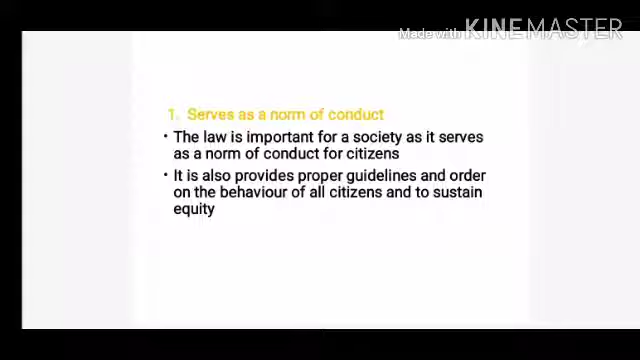 Made with KINEMASTER
1. Serves as a norm of conduct
• The law is important for a society as it serves
as a norm of conduct for citizens
• It is also provides proper guidelines and order
on the behaviour of all citizens and to sustain
equity